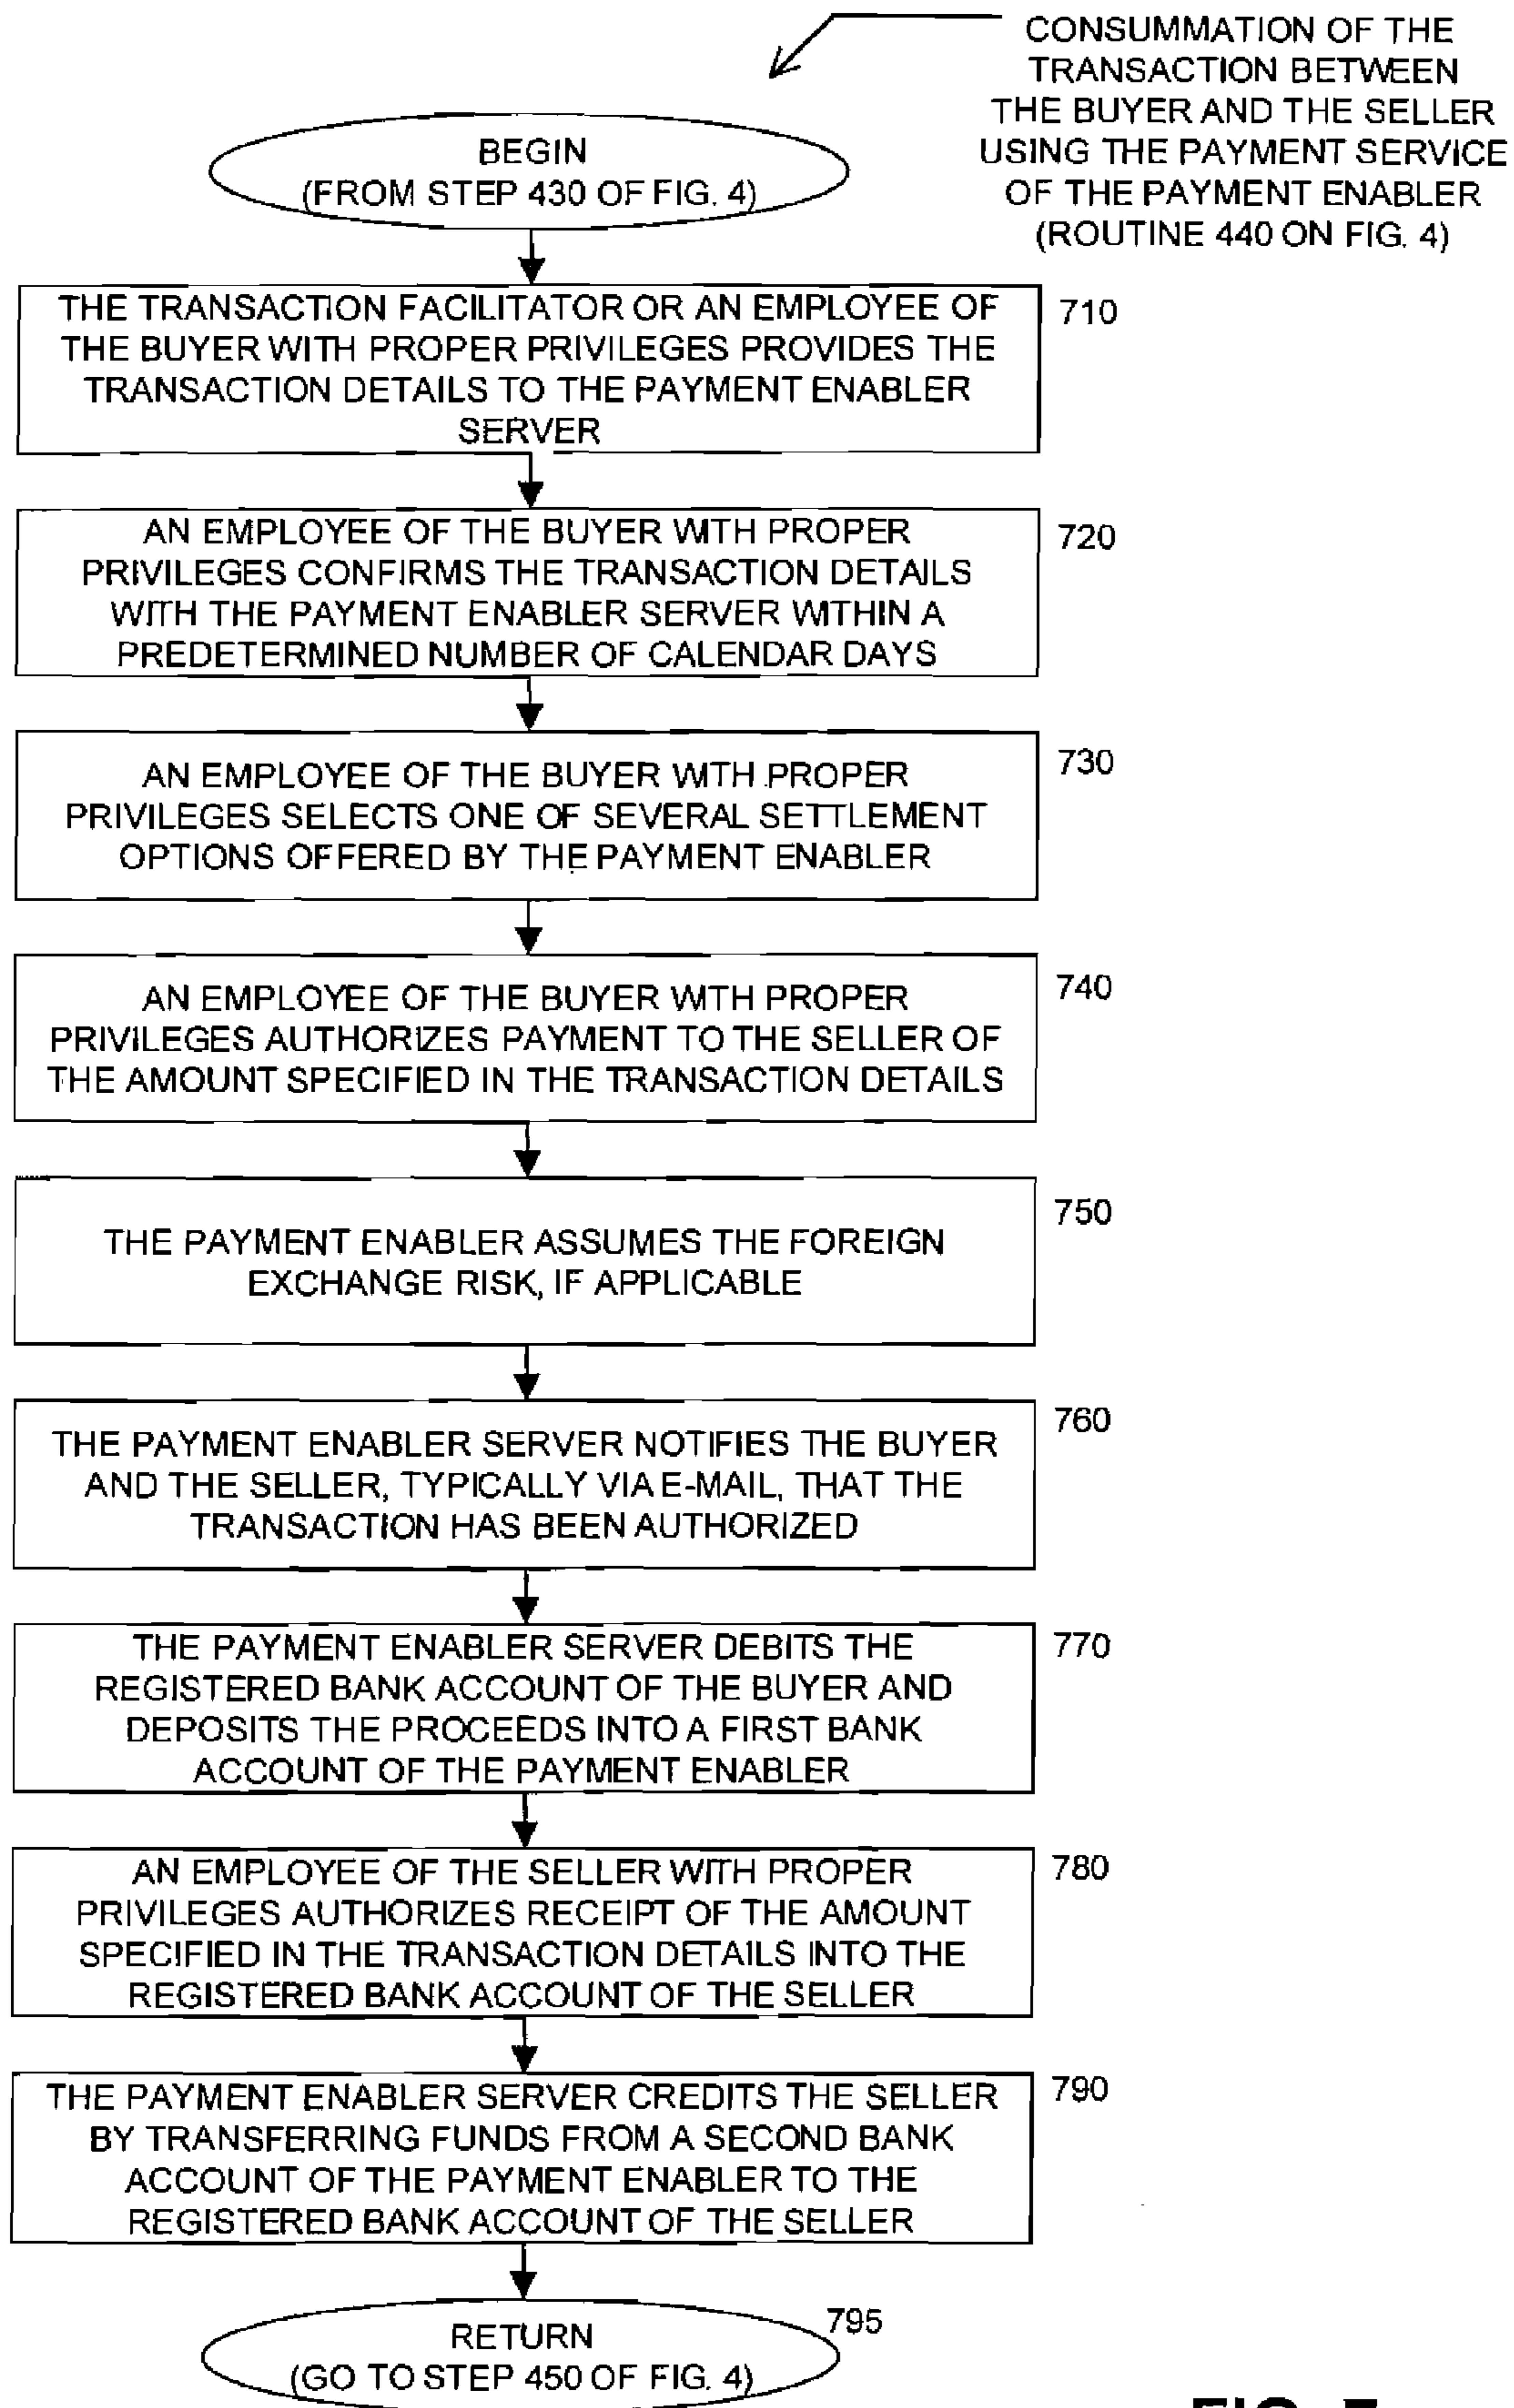 CONSUMMATION OF THE
TRANSACTION BETWEEN
THE BUYER AND THE SELLER
USING THE PAYMENT SERVICE
OF THE PAYMENT ENABLER
(ROUTINE 440 ON FIG. 4)
BEGIN
(FROM STEP 430 OF FIG. 4)
710
THE TRANSACTION FACILITATOR OR AN EMPLOYEE OF
THE BUYER WITH PROPER PRIVILEGES PROVIDES THE
TRANSACTION DETAILS TO THE PAYMENT ENABLER
SERVER
720
AN EMPLOYEE OF THE BUYER WITH PROPER
PRIVILEGES CONFIRMS THE TRANSACTION DETAILS
WITH THE PAYMENT ENABLER SERVER WITHIN A
PREDETERMINED NUMBER OF CALENDAR DAYS
730
AN EMPLOYEE OF THE BUYER WITH PROPER
PRIVILEGES SELECTS ONE OF SEVERAL SETTLEMENT
OPTIONS OFFERED BY THE PAYMENT ENABLER
740
AN EMPLOYEE OF THE BUYER WITH PROPER
PRIVILEGES AUTHORIZES PAYMENT TO THE SELLER OF
THE AMOUNT SPECIFIED IN THE TRANSACTION DETAILS
750
THE PAYMENT ENABLER ASSUMES THE FOREIGN
EXCHANGE RISK, IF APPLICABLE
760
THE PAYMENT ENABLER SERVER NOTIFIES THE BUYER
AND THE SELLER, TYPICALLY VIA E-MAIL, THAT THE
TRANSACTION HAS BEEN AUTHORIZED
770
THE PAYMENT ENABLER SERVER DEBITS THE
REGISTERED BANK ACCOUNT OF THE BUYER AND
DEPOSITS THE PROCEEDS INTO A FIRST BANK
ACCOUNT OF THE PAYMENT ENABLER
780
AN EMPLOYEE OF THE SELLER WITH PROPER
PRIVILEGES AUTHORIZES RECEIPT OF THE AMOUNT
SPECIFIED IN THE TRANSACTION DETAILS INTO THE
REGISTERED BANK ACCOUNT OF THE SELLER
790
THE PAYMENT ENABLER SERVER CREDITS THE SELLER
BY TRANSFERRING FUNDS FROM A SECOND BANK
ACCOUNT OF THE PAYMENT ENABLER TO THE
REGISTERED BANK ACCOUNT OF THE SELLER
795
RETURN
(GO TO STEP 450 OF FIG. 4)